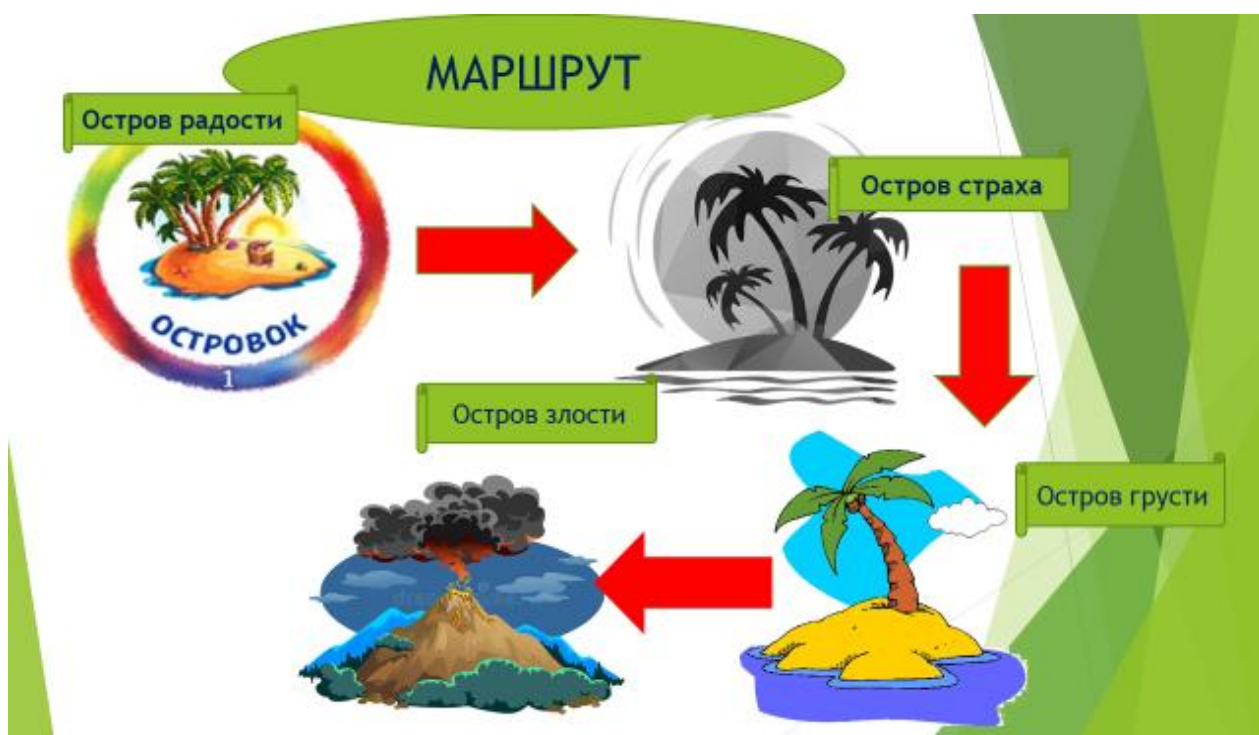 МАРШРУТ
Остров радости
ОСТРОВОК
1
Остров страха
Остров злости
Остров грусти